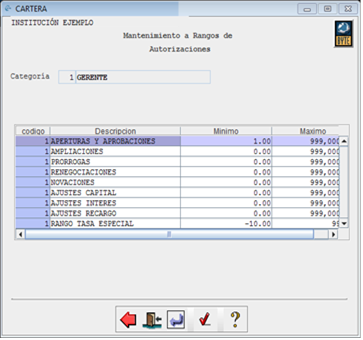 CARTERA
INSTITUCIÓN EJEMPLO
Mantenimiento a Rangos de
Autorizaciones
BYTE
Categoría 1 GERENTE
codigo Descripcion Minimo Maximo
1 APERTURAS Y APROBACIONES 1.00 999,000
1 AMPLIACIONES 0.00 999,000
1 PRORROGAS 0.00 999,000
1 RENEGOCIACIONES 0.00 999,000
1 NOVACIONES 0.00 999,000
1 AJUSTES CAPITAL 0.00 999,000
1 AJUSTES INTERES 0.00 999,000
1 AJUSTES RECARGO 0.00 999,000
1 RANGO TASA ESPECIAL -10.00 99
?